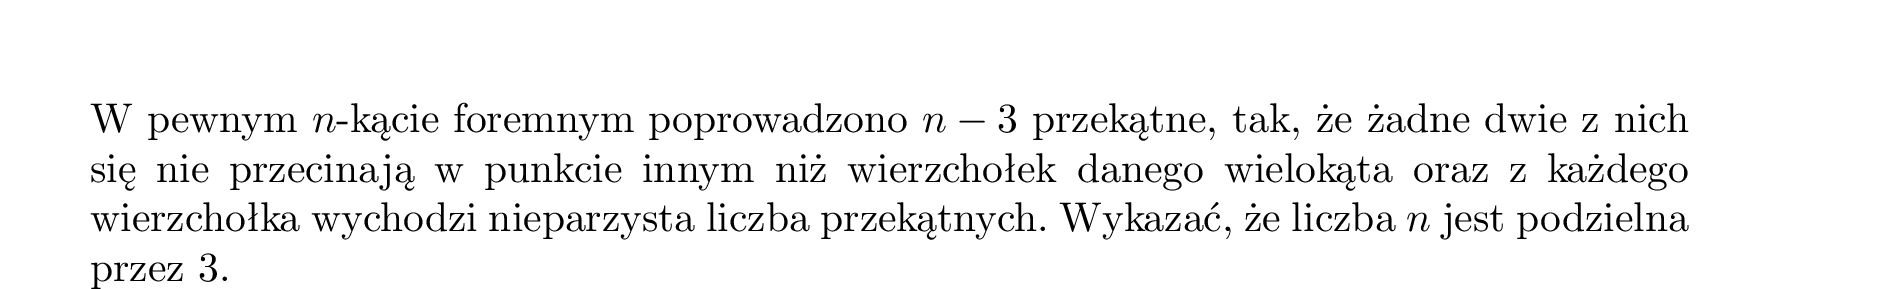 W pewnym n-kącie foremnym poprowadzono n − 3 przekątne, tak, że żadne dwie z nich
się nie przecinają w punkcie innym niż wierzchołek danego wielokąta oraz z każdego
wierzchołka wychodzi nieparzysta liczba przekątnych. Wykazać, że liczba n jest podzielna
przez 3.